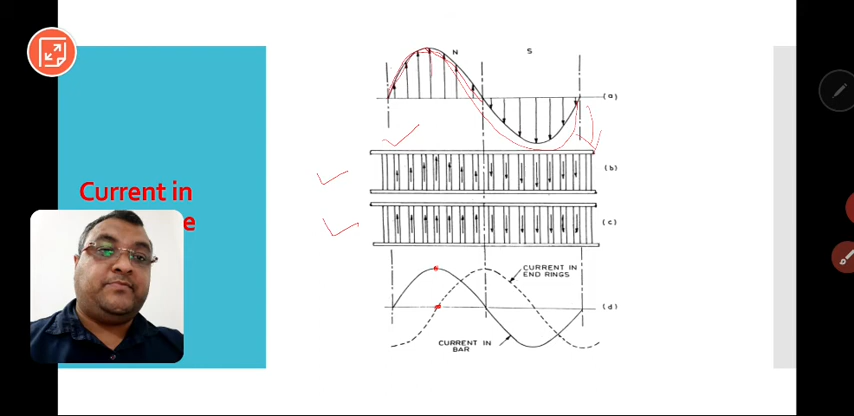 Current in
e
N S
(a)
(b)
(c)
CURRENT IN
END RINGS
(d)
CURRENT IN
BAR